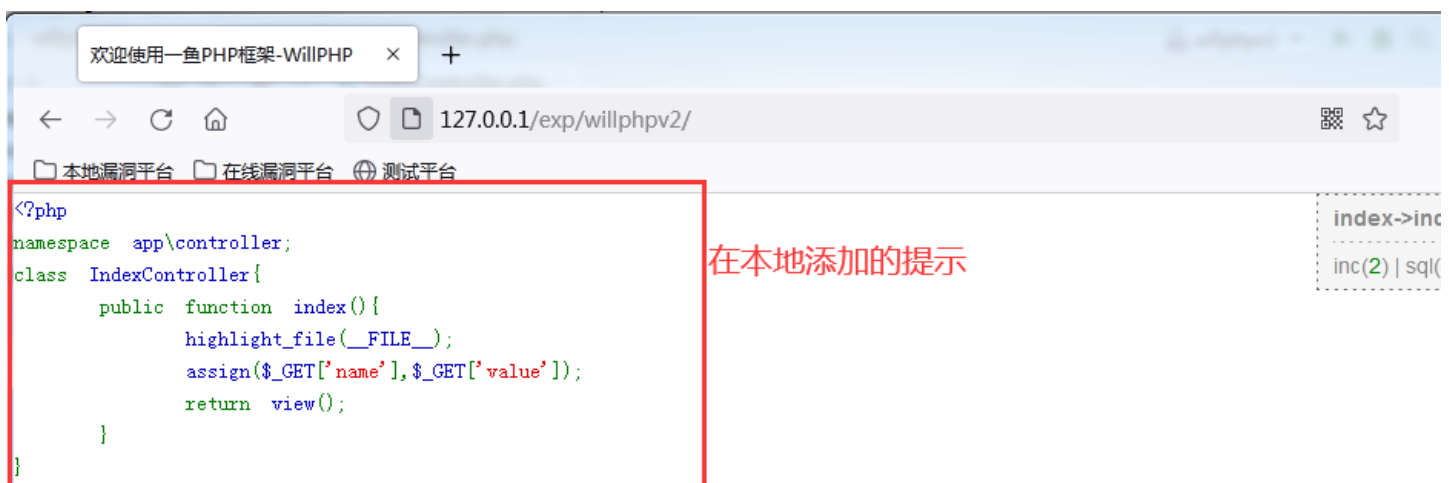 欢迎使用一鱼PHP框架-WillPHP
127.0.0.1/exp/willphpv2/
本地漏洞平台 在线漏洞平台 测试平台
<?php
namespace app\controller;
class IndexController{
public function index(){
highlight_file(__FILE__);
assign($_GET['name'],$_GET['value']);
return view();
}
}
在本地添加的提示
index->ind
inc(2) | sql(